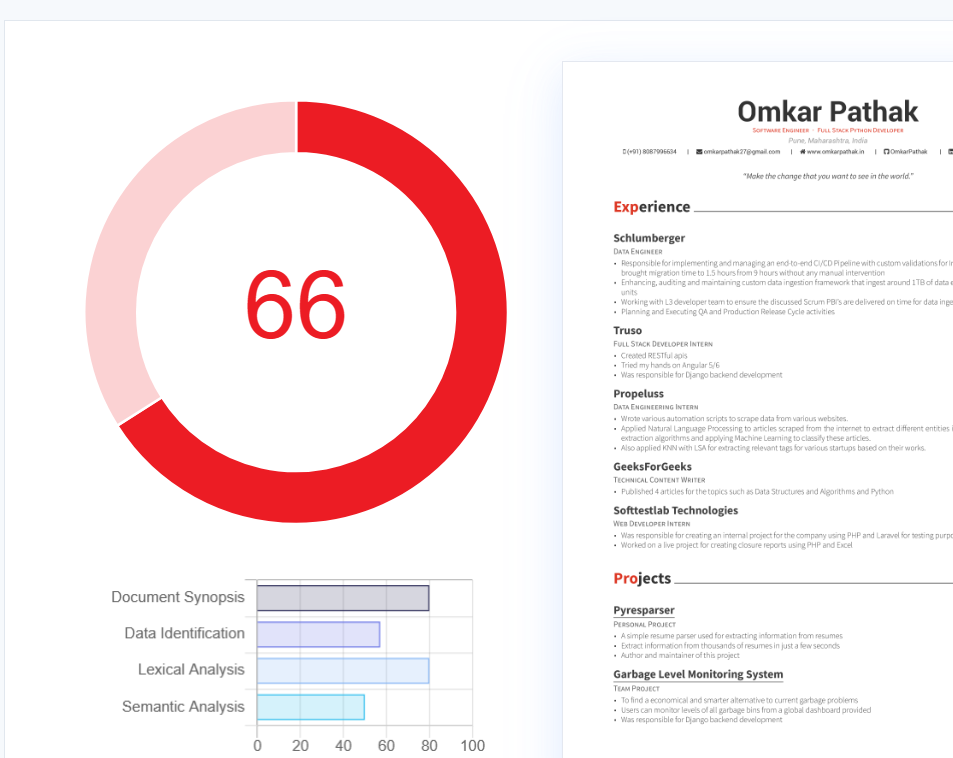 66
Document Synopsis
Data Identification
Lexical Analysis
Semantic Analysis
0 20 40 60 80 100
Omkar Pathak
Software Engineer · Full Stack Python Developer
Pune, Maharashtra, India
(+91) 8087996634 | omkarpathak27@gmail.com | www.omkarpathak.in | OmkarPathak |
“Make the change that you want to see in the world.”
Experience
Schlumberger
Data Engineer
• Responsible for implementing and managing an end-to-end CI/CD Pipeline with custom validations for
brought migration time to 1.5 hours from 9 hours without any manual intervention
• Enhancing, auditing and maintaining custom data ingestion framework that ingest around 1TB of data
units
• Working with L3 developer team to ensure the discussed Scrum PBI's are delivered on time for data
• Planning and Executing QA and Production Release Cycle activities
Truso
Full Stack Developer Intern
• Created RESTful apis
• Tried my hands on Angular 5/6
• Was responsible for Django backend development
Propeluss
Data Engineering Intern
• Wrote various automation scripts to scrape data from various websites.
• Applied Natural Language Processing to articles scraped from the internet to extract different entities
extraction algorithms and applying Machine Learning to classify these articles.
• Also applied KNN with LSA for extracting relevant tags for various startups based on their works.
GeeksForGeeks
Technical Content Writer
• Published 4 articles for the topics such as Data Structures and Algorithms and Python
Softtestlab Technologies
Web Developer Intern
• Was responsible for creating an internal project for the company using PHP and Laravel for testing
• Worked on a live project for creating closure reports using PHP and Excel
Projects
Pyresparser
Personal Project
• A simple resume parser used for extracting information from resumes
• Extract information from thousands of resumes in just a few seconds
• Author and maintainer of this project
Garbage Level Monitoring System
Team Project
• To find a economical and smarter alternative to current garbage problems
• Users can monitor levels of all garbage bins from a global dashboard provided
• Was responsible for Django backend development